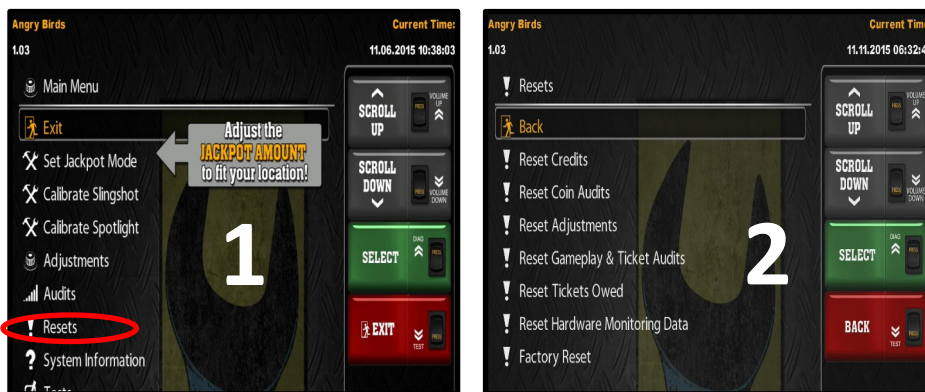 Angry Birds
Current Time:
1.03
11.06.2015 10:38:03
Main Menu
Exit
Set Jackpot Mode
Calibrate Slingshot
Calibrate Spotlight
Adjustments
Audits
Resets
System Information
Tests
Adjust the
JACKPOT AMOUNT
to fit your location!
1
SCROLL
UP
PRESS
VOLUME
UP
SCROLL
DOWN
PRESS
VOLUME
DOWN
SELECT
DIAG
PRESS
EXIT
TEST
PRESS
Angry Birds
Current Time
1.03
11.11.2015 06:32:4
Resets
Back
Reset Credits
Reset Coin Audits
Reset Adjustments
Reset Gameplay & Ticket Audits
Reset Tickets Owed
Reset Hardware Monitoring Data
Factory Reset
2
SCROLL
UP
PRESS
VOLUME
UP
SCROLL
DOWN
PRESS
VOLUME
DOWN
SELECT
DIAG
PRESS
BACK
TEST
PRESS